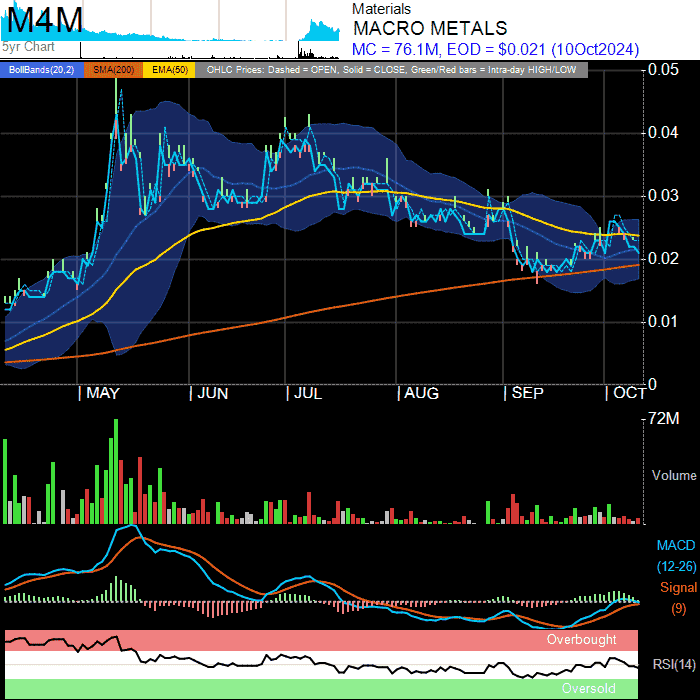 M4M
5yr Chart
Materials
MACRO METALS
MC = 76.1M, EOD = $0.021 (10Oct2024)
BollBands(20,2) SMA(200) EMA(50) OHLC Prices: Dashed = OPEN, Solid = CLOSE, Green/Red bars = Intra-day HIGH/LOW
0.05
0.04
0.03
0.02
0.01
0
| MAY | JUN | JUL | AUG | SEP | OCT
72M
Volume
MACD
(12-26)
Signal
(9)
Overbought
RSI(14)
Oversold